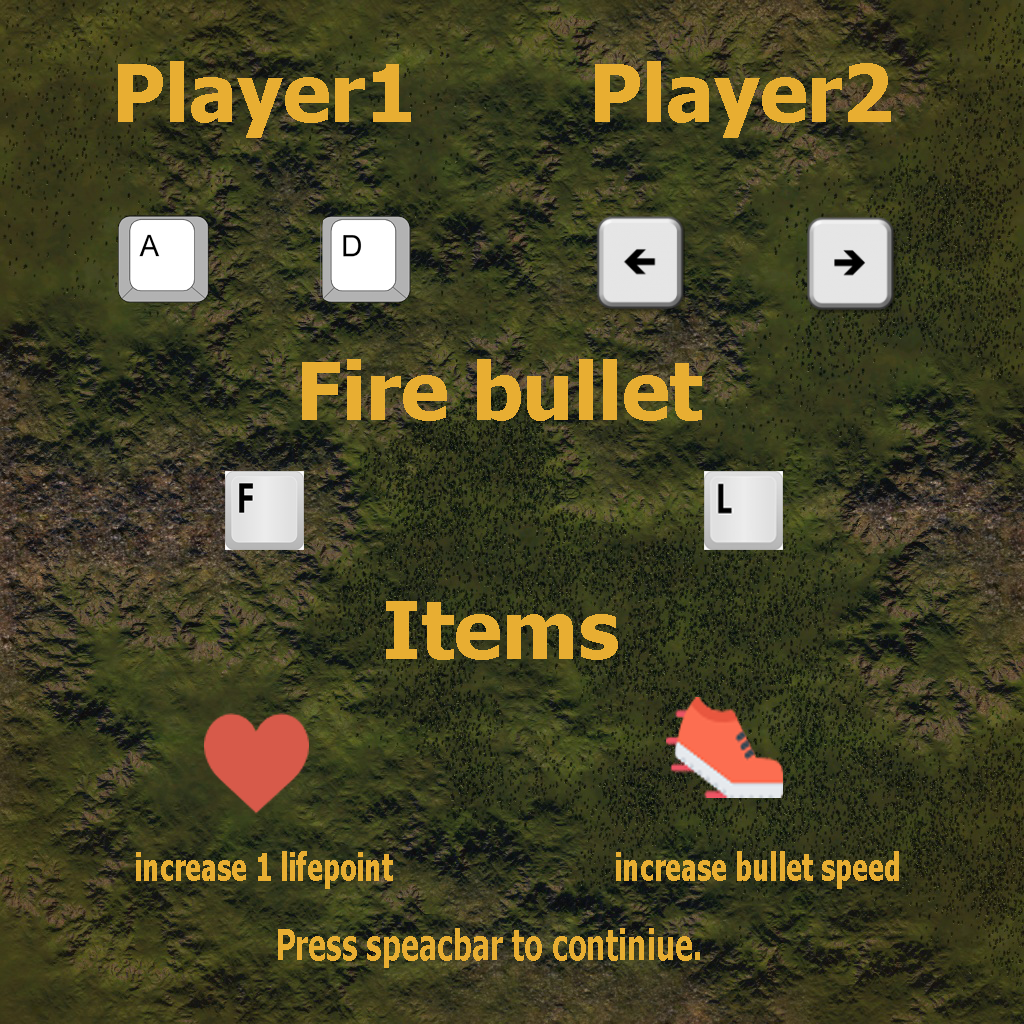 Player1 Player2
A D ← →
Fire bullet
F L
Items
increase 1 lifepoint increase bullet speed
Press speacbar to continiue.